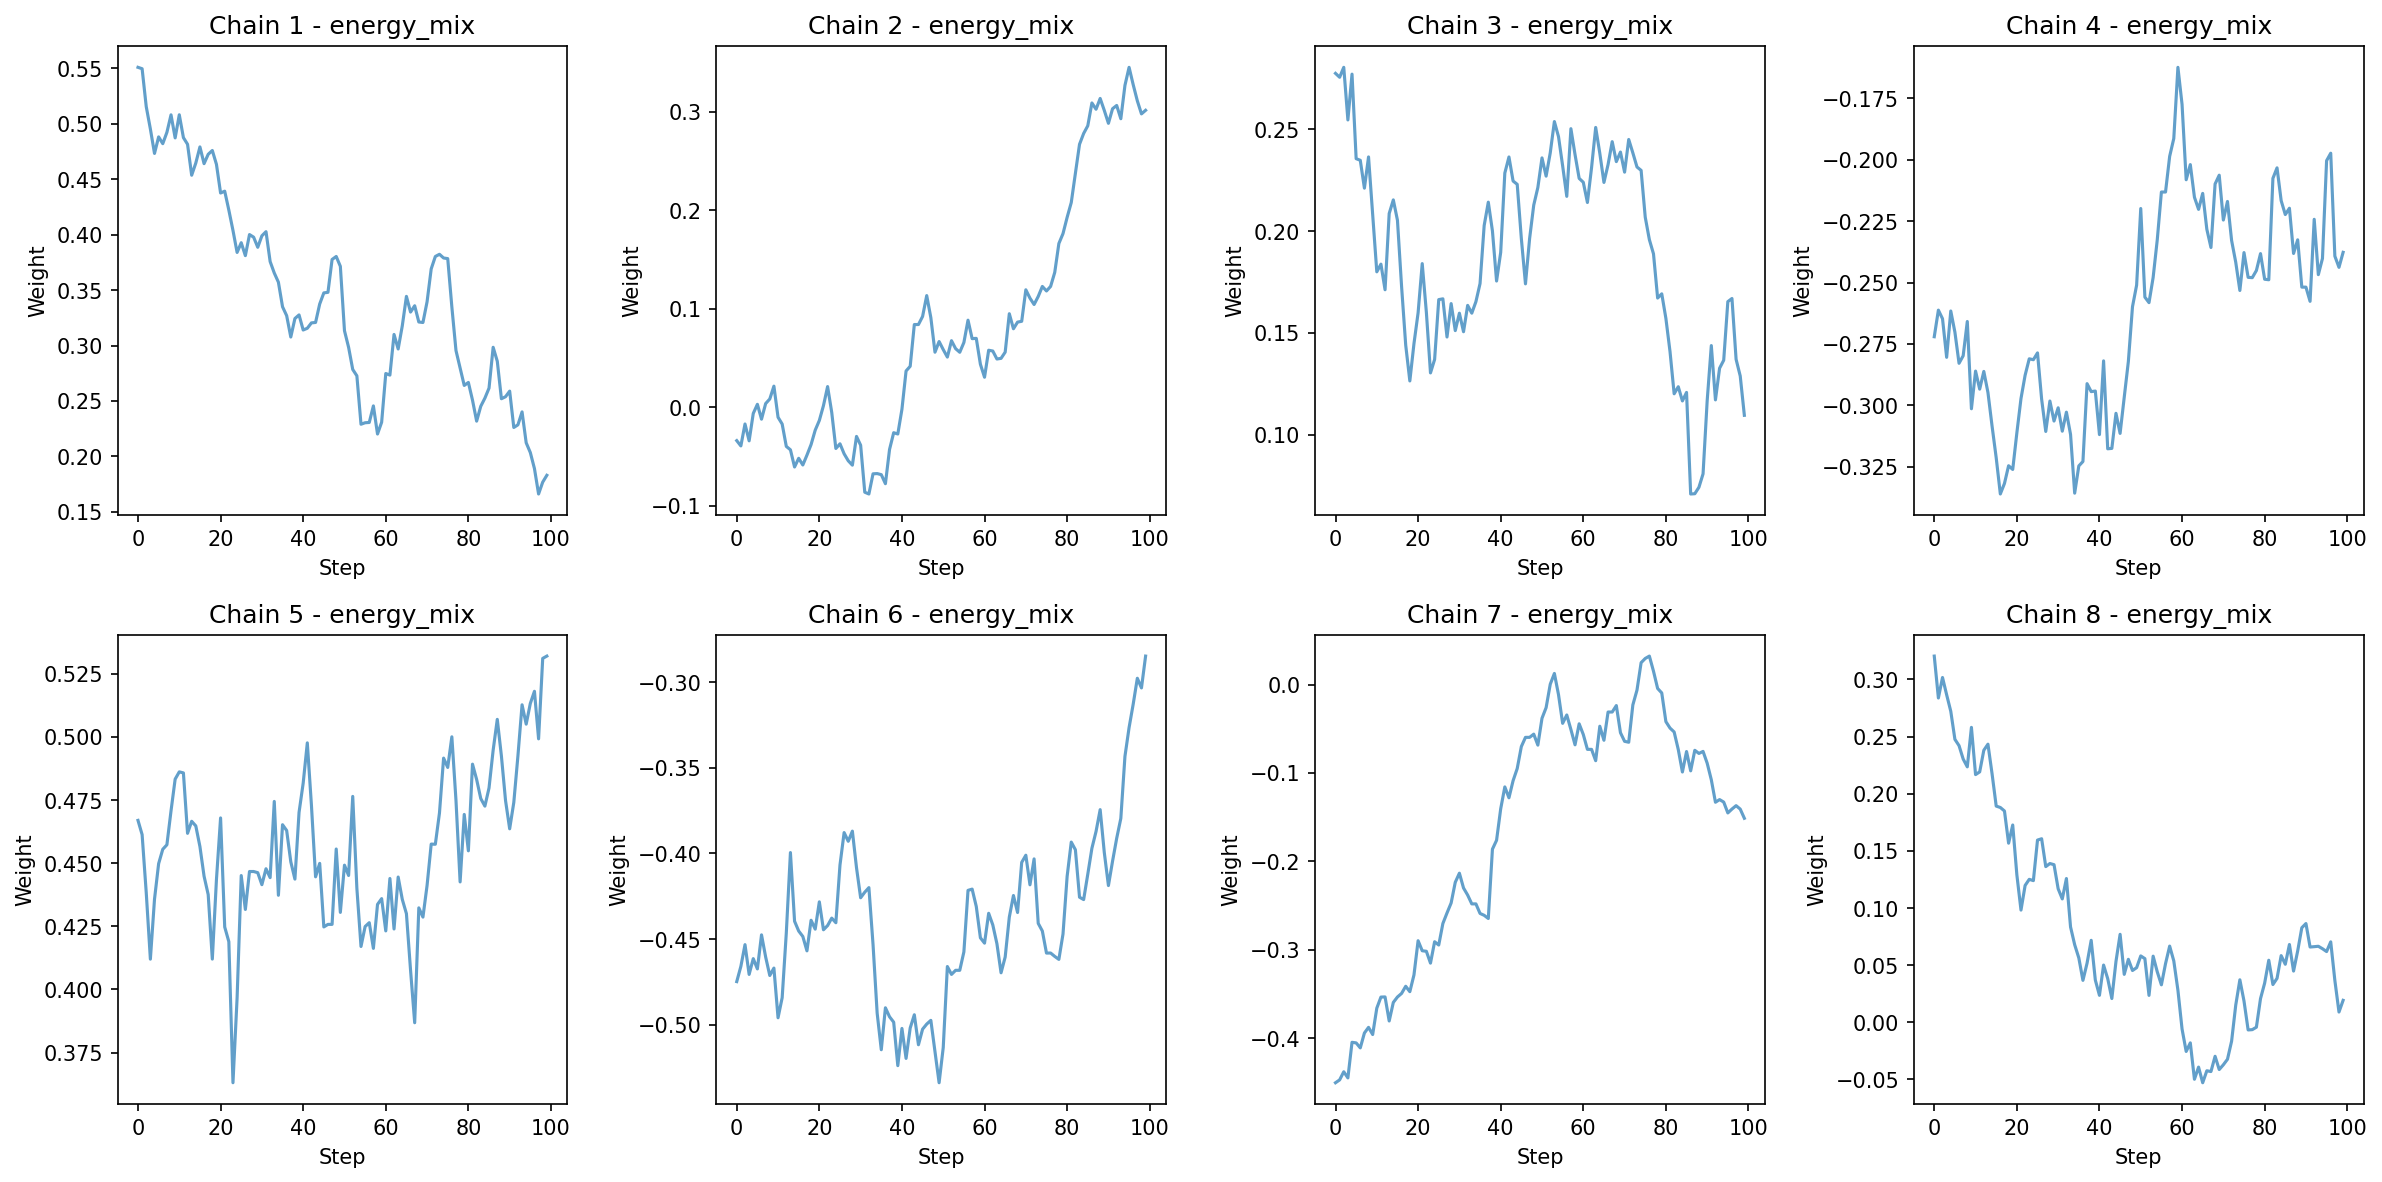 Chain 1 - energy_mix
Weight
0.55
0.50
0.45
0.40
0.35
0.30
0.25
0.20
0.15
0 20 40 60 80 100
Step
Chain 2 - energy_mix
Weight
0.3
0.2
0.1
0.0
−0.1
0 20 40 60 80 100
Step
Chain 3 - energy_mix
Weight
0.25
0.20
0.15
0.10
0 20 40 60 80 100
Step
Chain 4 - energy_mix
Weight
−0.175
−0.200
−0.225
−0.250
−0.275
−0.300
−0.325
0 20 40 60 80 100
Step
Chain 5 - energy_mix
Weight
0.525
0.500
0.475
0.450
0.425
0.400
0.375
0 20 40 60 80 100
Step
Chain 6 - energy_mix
Weight
−0.30
−0.35
−0.40
−0.45
−0.50
0 20 40 60 80 100
Step
Chain 7 - energy_mix
Weight
0.0
−0.1
−0.2
−0.3
−0.4
0 20 40 60 80 100
Step
Chain 8 - energy_mix
Weight
0.30
0.25
0.20
0.15
0.10
0.05
0.00
−0.05
0 20 40 60 80 100
Step